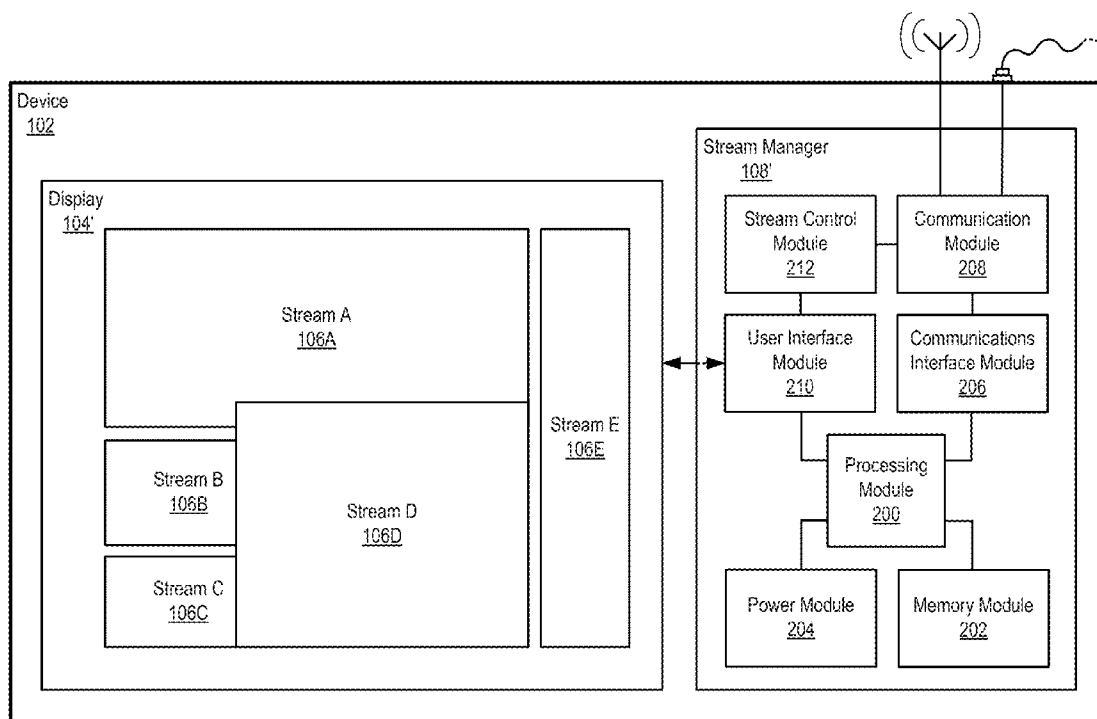 Device
102
Display
104'
Stream A
106A
Stream B
106B
Stream C
106C
Stream D
106D
Stream E
106E
Stream Manager
108'
Stream Control
Module
212
Communication
Module
208
User Interface
Module
210
Communications
Interface Module
206
Processing
Module
200
Power Module
204
Memory Module
202